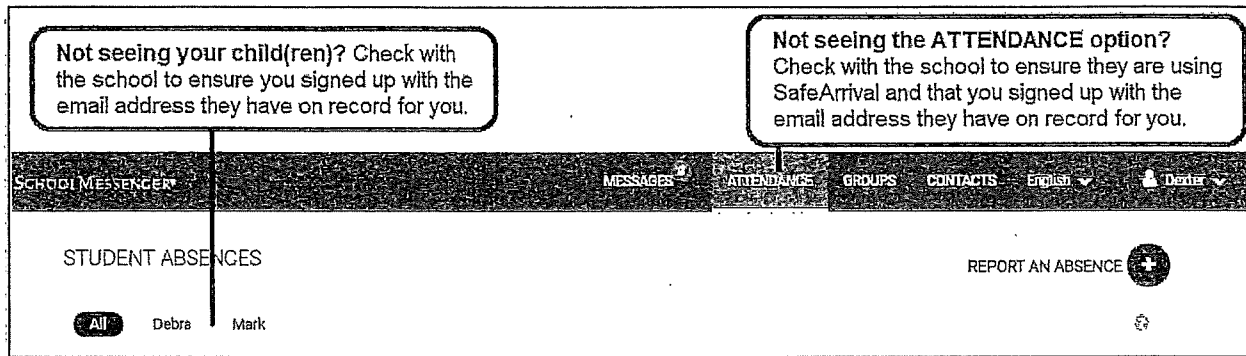 Not seeing your child(ren)? Check with
the school to ensure you signed up with the
email address they have on record for you.
Not seeing the ATTENDANCE option?
Check with the school to ensure they are using
SafeArrival and that you signed up with the
email address they have on record for you.
SCHOOLMESSENGER MESSAGES ATTENDANCE GROUPS CONTACTS English Dexter
STUDENT ABSENCES
REPORT AN ABSENCE +
All Debra Mark